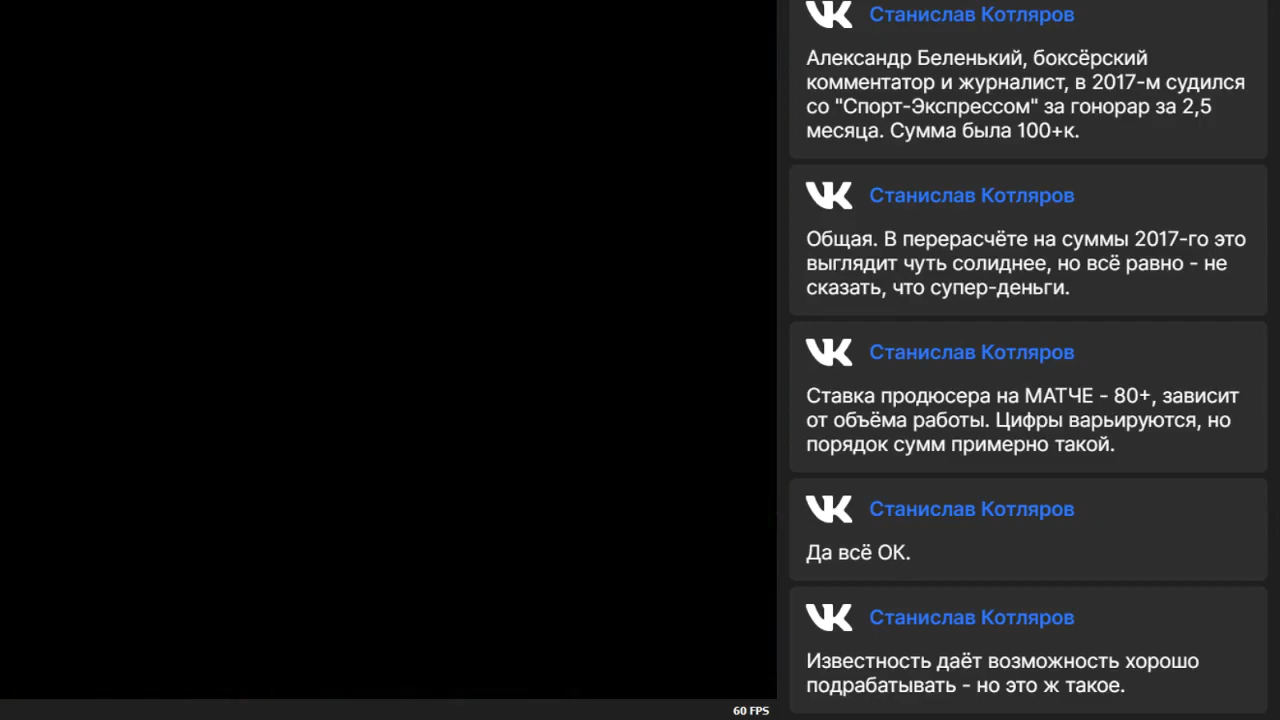 Станислав Котляров
Александр Беленький, боксёрский
комментатор и журналист, в 2017-м судился
со "Спорт-Экспрессом" за гонорар за 2,5
месяца. Сумма была 100+к.
Станислав Котляров
Общая. В перерасчёте на суммы 2017-го это
выглядит чуть солиднее, но всё равно - не
сказать, что супер-деньги.
Станислав Котляров
Ставка продюсера на МАТЧЕ - 80+, зависит
от объёма работы. Цифры варьируются, но
порядок сумм примерно такой.
Станислав Котляров
Да всё ОК.
Станислав Котляров
Известность даёт возможность хорошо
подрабатывать - но это ж такое.
60 FPS